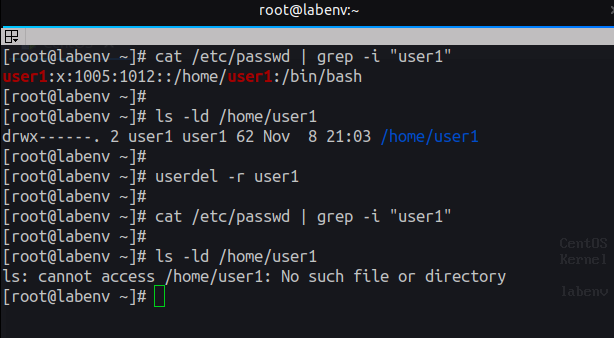 root@labenv:~
[root@labenv ~]# cat /etc/passwd | grep -i "user1"
user1:x:1005:1012::/home/user1:/bin/bash
[root@labenv ~]#
[root@labenv ~]# ls -ld /home/user1
drwx------. 2 user1 user1 62 Nov  8 21:03 /home/user1
[root@labenv ~]#
[root@labenv ~]# userdel -r user1
[root@labenv ~]#
[root@labenv ~]# cat /etc/passwd | grep -i "user1"
[root@labenv ~]#
[root@labenv ~]# ls -ld /home/user1
ls: cannot access /home/user1: No such file or directory
[root@labenv ~]#
CentOS
Kernel
labenv